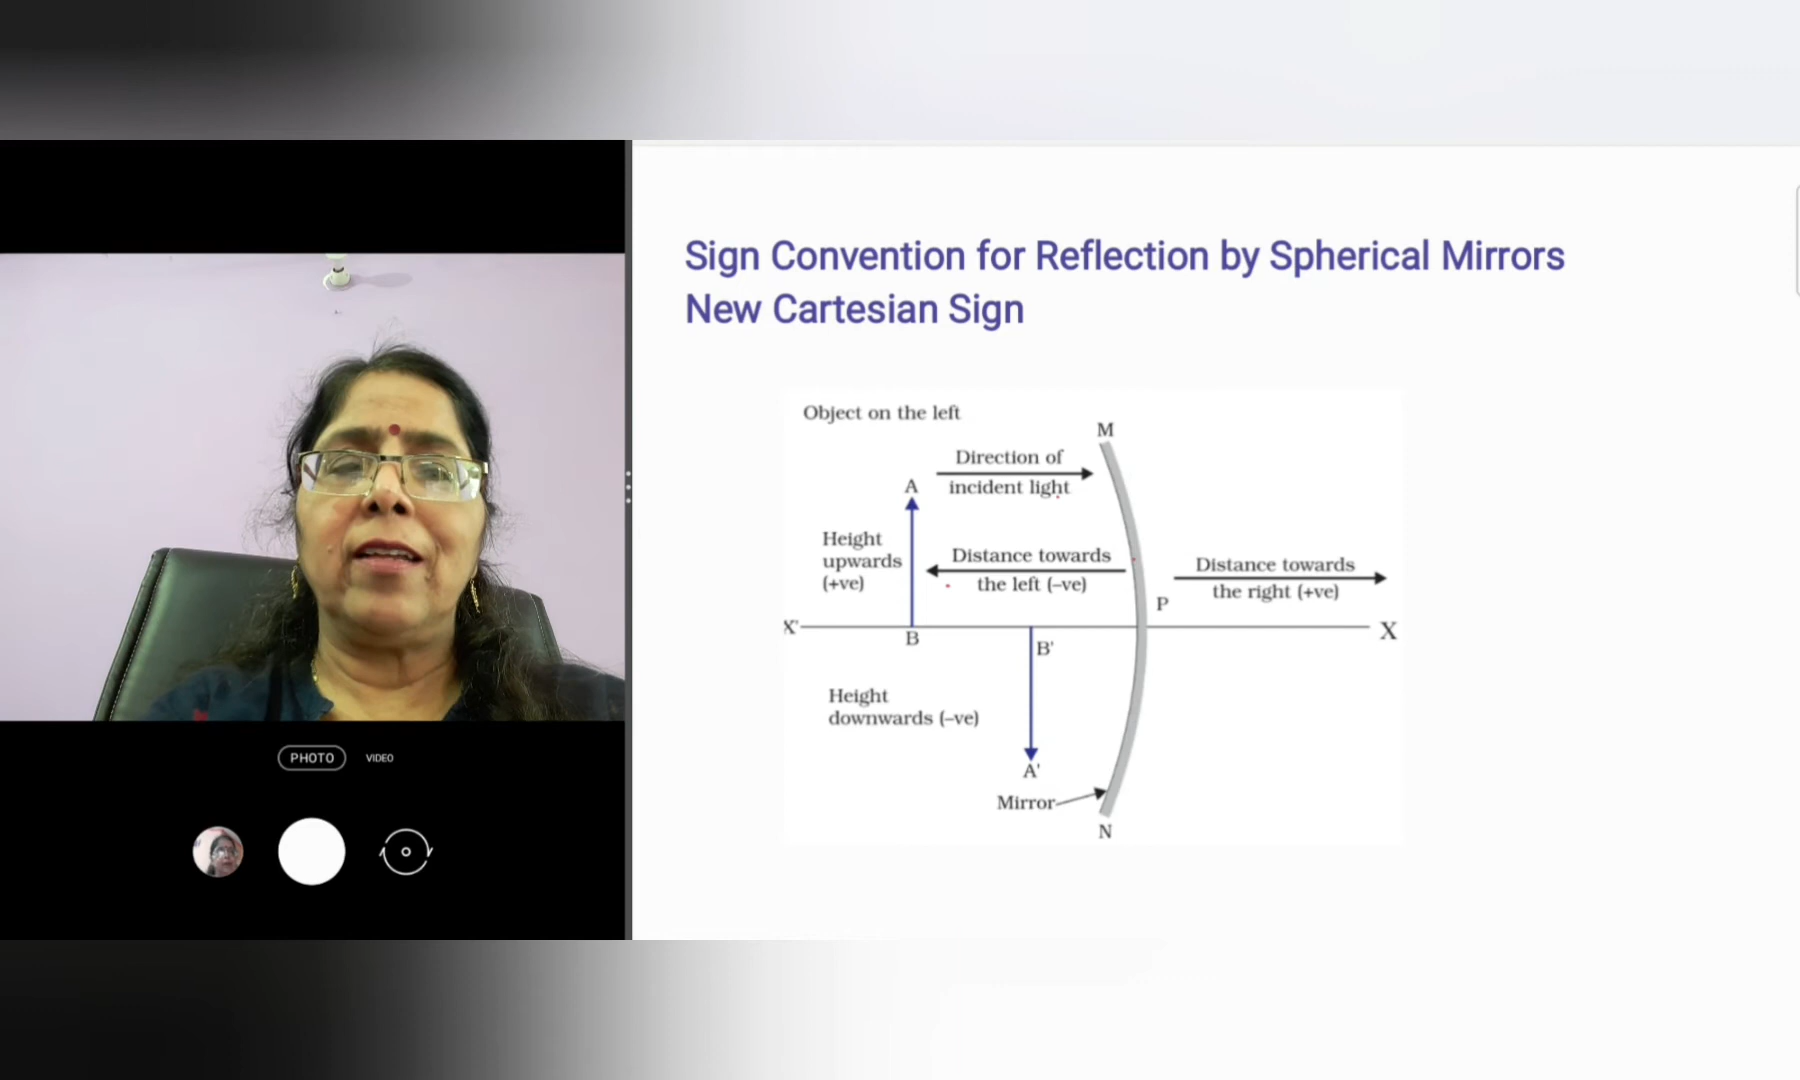 Sign Convention for Reflection by Spherical Mirrors
New Cartesian Sign
Object on the left
M
Direction of
incident light
A
Height
upwards
(+ve)
Distance towards
the left (–ve)
Distance towards
the right (+ve)
P
X'
X
B
B'
Height
downwards (–ve)
A'
Mirror
N
PHOTO
VIDEO